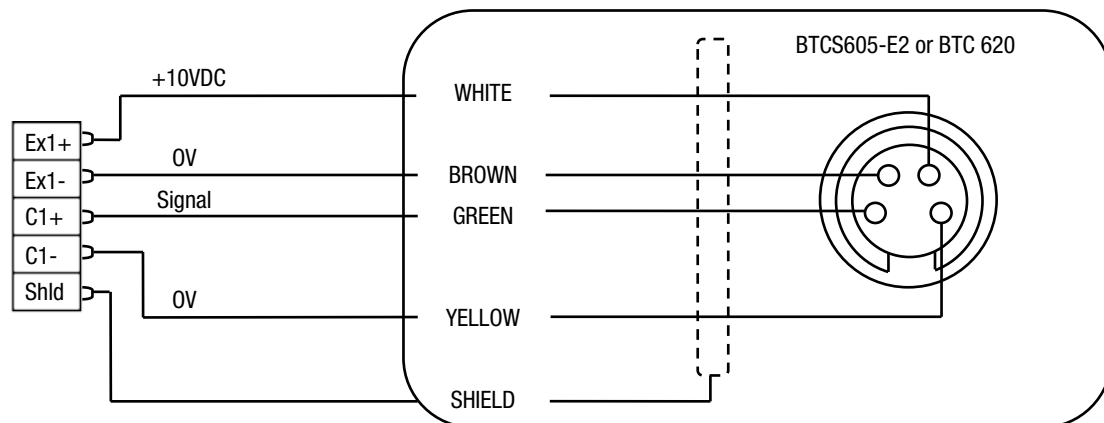 BTCS605-E2 or BTC 620
+10VDC
WHITE
Ex1+
0V
Ex1-
BROWN
Signal
C1+
GREEN
C1-
Shld
0V
YELLOW
SHIELD